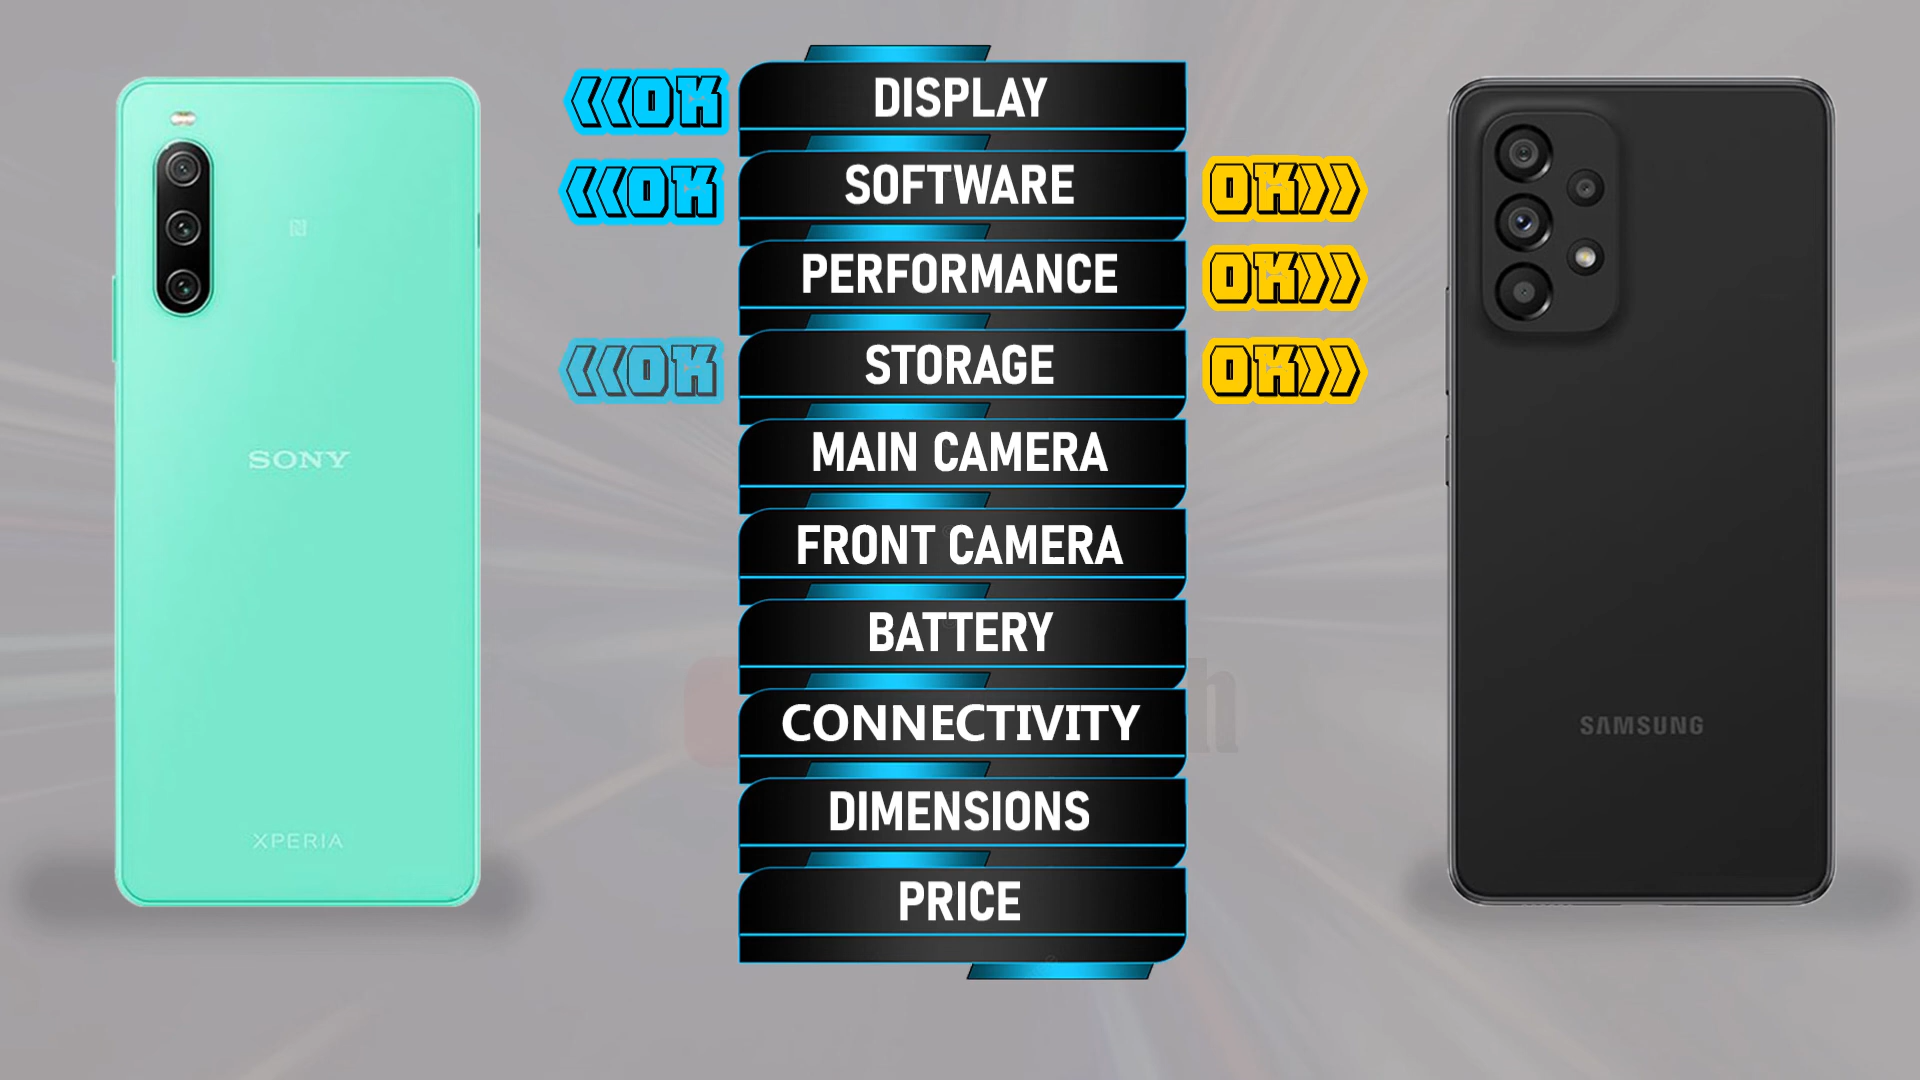 <<OK DISPLAY
<<OK SOFTWARE OK>>
PERFORMANCE OK>>
<<OK STORAGE OK>>
MAIN CAMERA
FRONT CAMERA
BATTERY
CONNECTIVITY
DIMENSIONS
PRICE
SONY
XPERIA
SAMSUNG